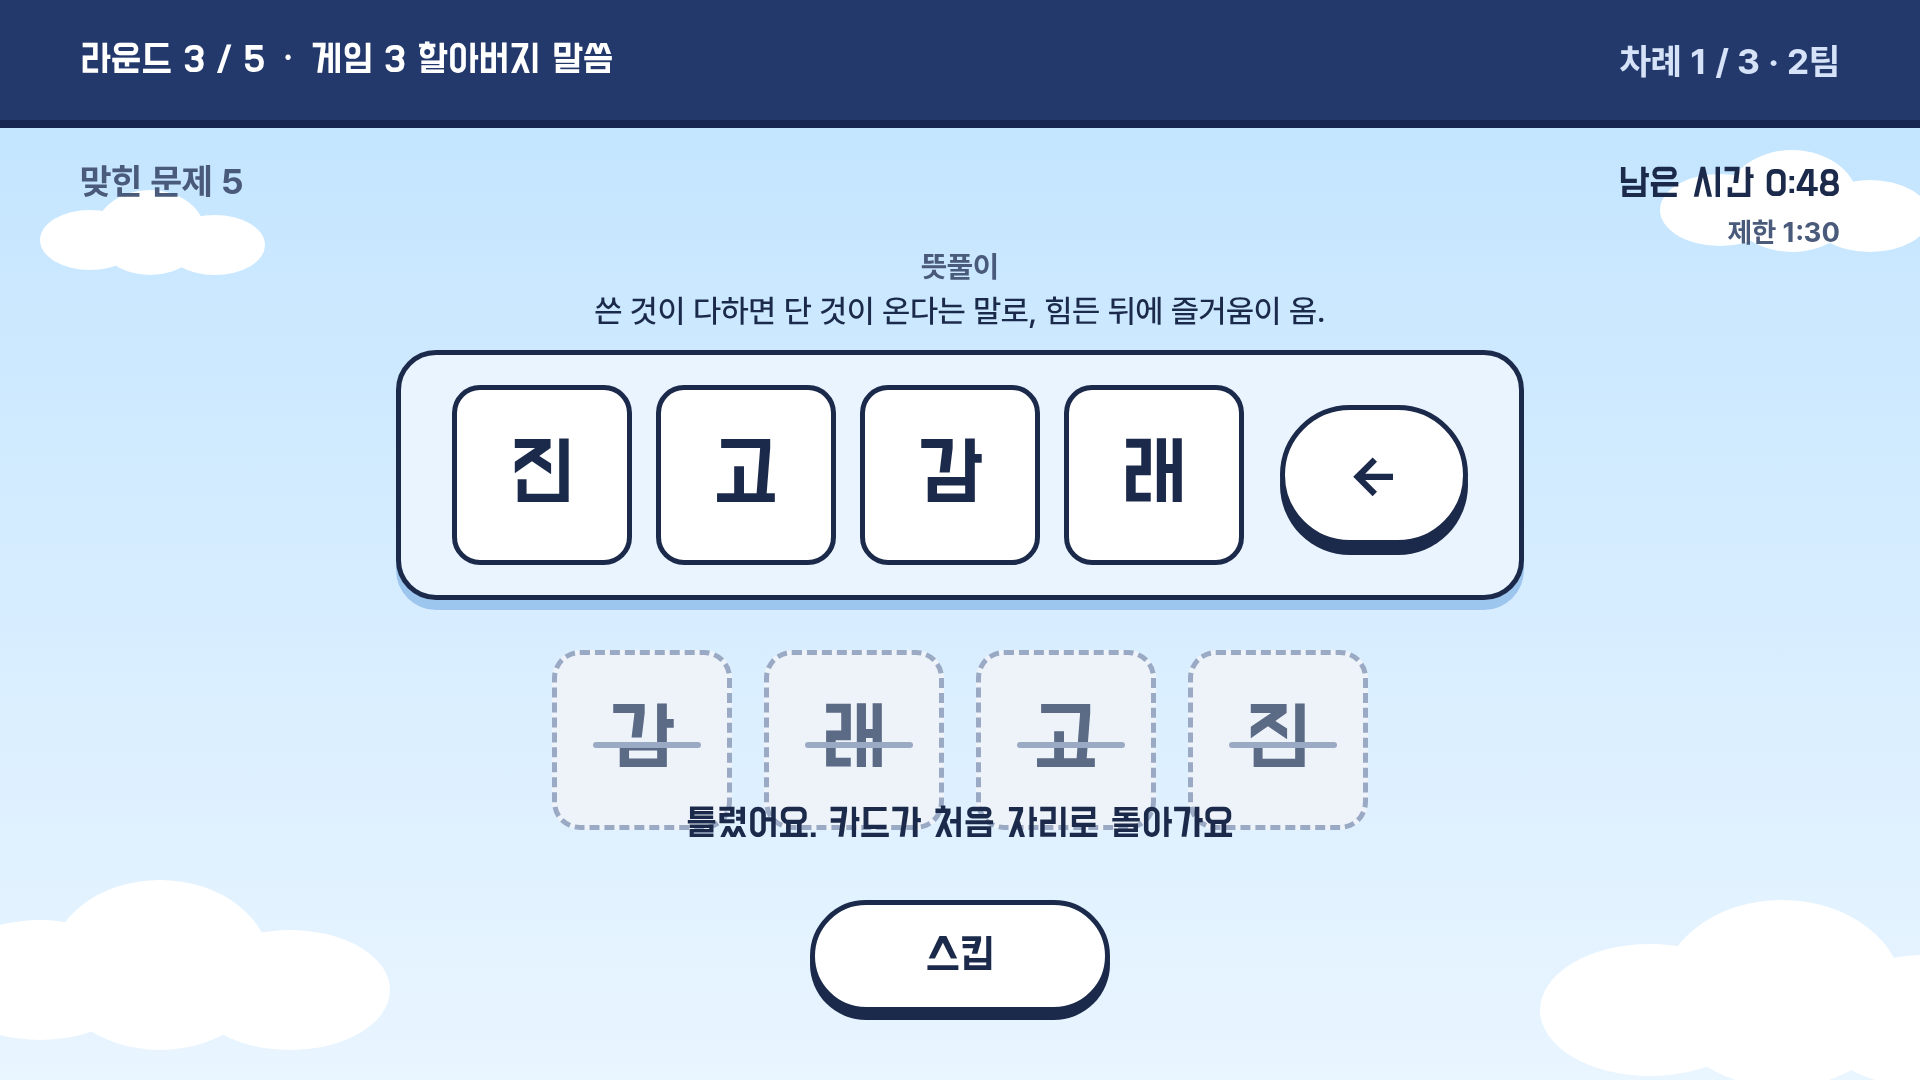 라운드 3 / 5 · 게임 3 할아버지 말씀
차례 1 / 3 · 2팀
맞힌 문제 5
남은 시간 0:48
제한 1:30
뜻풀이
쓴 것이 다하면 단 것이 온다는 말로, 힘든 뒤에 즐거움이 옴.
진 고 감 래 ←
감 래 고 진
틀렸어요. 카드가 처음 자리로 돌아가요
스킵